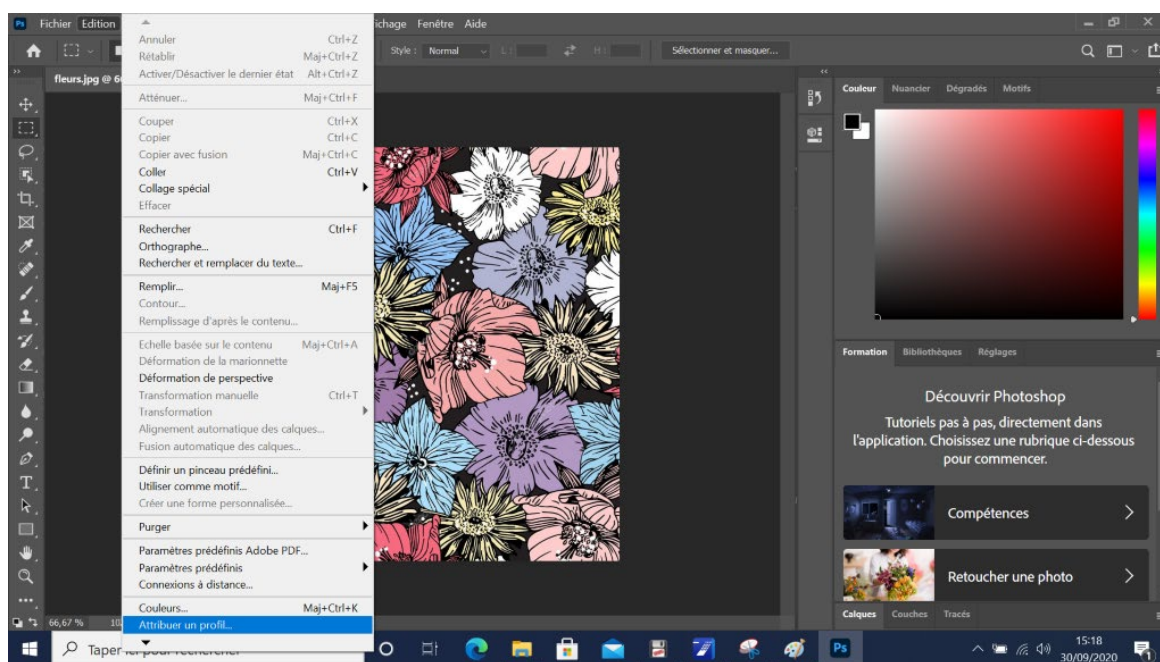 Ps Fichier Edition ichage Fenêtre Aide
Style : Normal L : H : Sélectionner et masquer...
fleurs.jpg @ 6
Annuler Ctrl+Z
Rétablir Maj+Ctrl+Z
Activer/Désactiver le dernier état Alt+Ctrl+Z
Atténuer... Maj+Ctrl+F
Couper Ctrl+X
Copier Ctrl+C
Copier avec fusion Maj+Ctrl+C
Coller Ctrl+V
Collage spécial
Effacer
Rechercher Ctrl+F
Orthographe...
Rechercher et remplacer du texte...
Remplir... Maj+F5
Contour...
Remplissage d'après le contenu...
Echelle basée sur le contenu Maj+Ctrl+A
Déformation de la marionnette
Déformation de perspective
Transformation manuelle Ctrl+T
Transformation
Alignement automatique des calques...
Fusion automatique des calques...
Définir un pinceau prédéfini...
Utiliser comme motif...
Créer une forme personnalisée...
Purger
Paramètres prédéfinis Adobe PDF...
Paramètres prédéfinis
Connexions à distance...
Couleurs... Maj+Ctrl+K
Attribuer un profil...
Couleur Nuancier Dégradés Motifs
Formation Bibliothèques Réglages
Découvrir Photoshop
Tutoriels pas à pas, directement dans
l'application. Choisissez une rubrique ci-dessous
pour commencer.
Compétences
Retoucher une photo
Calques Couches Tracés
66,67 %
Taper ici pour rechercher
Ps
15:18
30/09/2020